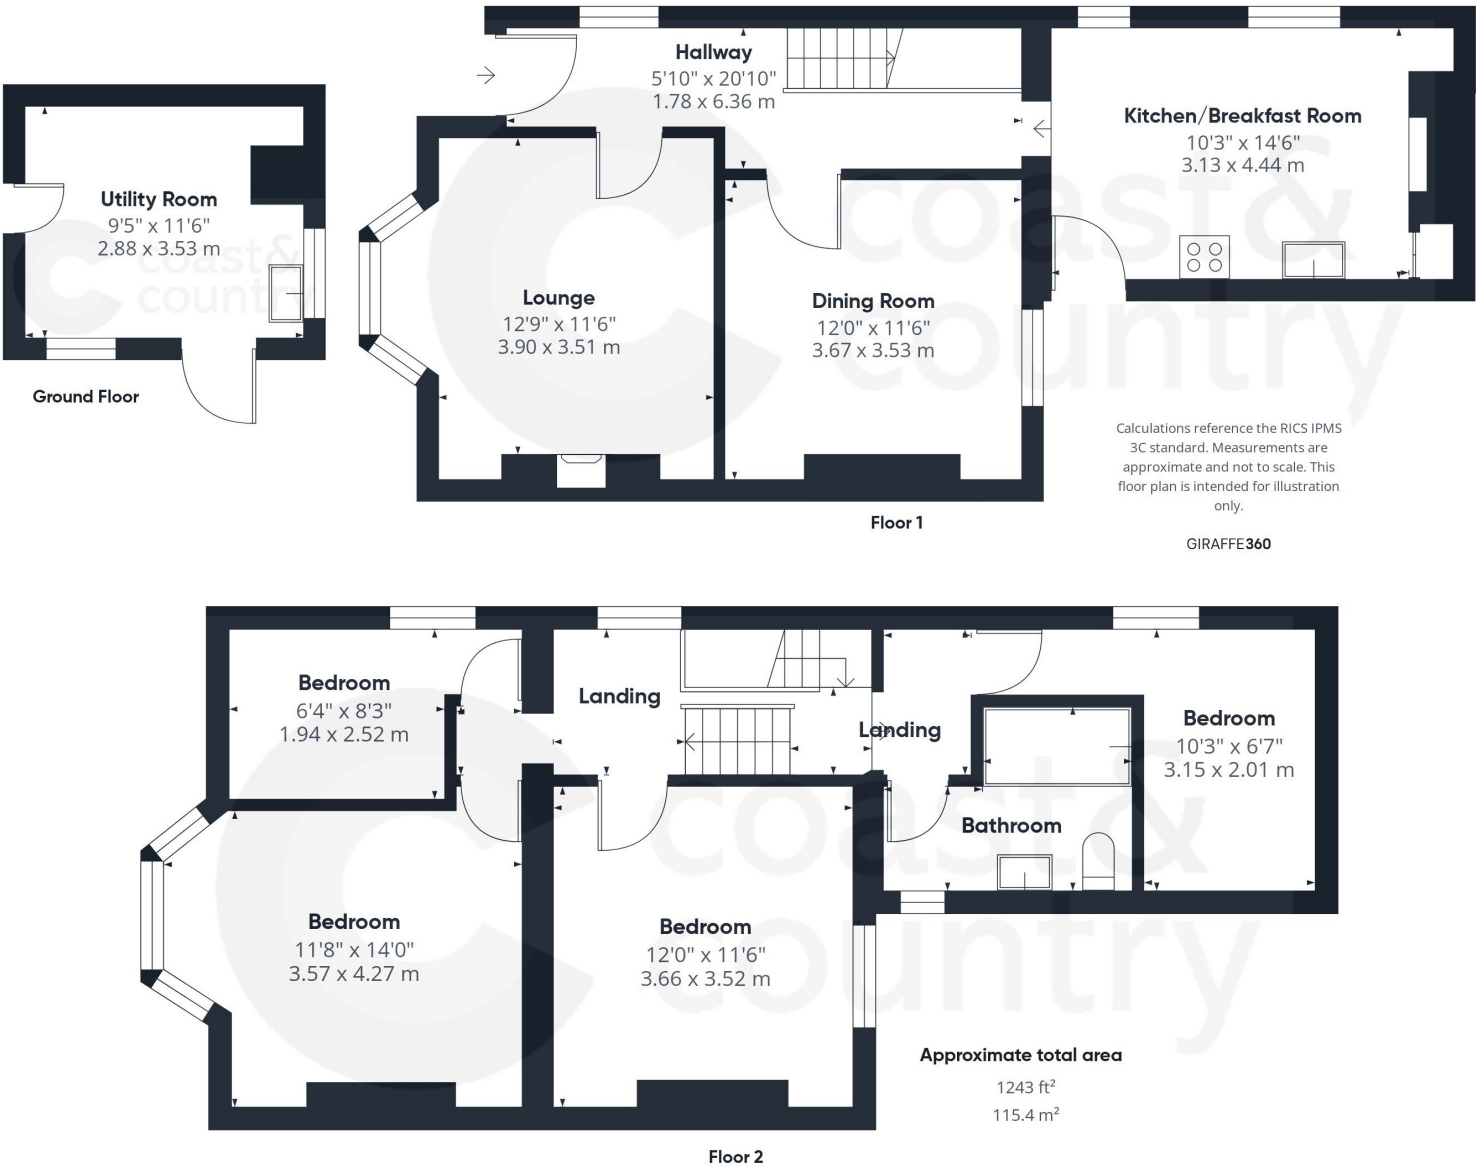 Hallway
5'10" x 20'10"
1.78 x 6.36 m
Kitchen/Breakfast Room
10'3" x 14'6"
3.13 x 4.44 m
Utility Room
9'5" x 11'6"
2.88 x 3.53 m
coast&
country
Lounge
12'9" x 11'6"
3.90 x 3.51 m
Dining Room
12'0" x 11'6"
3.67 x 3.53 m
coast&
country
Ground Floor
Calculations reference the RICS IPMS
3C standard. Measurements are
approximate and not to scale. This
floor plan is intended for illustration
only.
GIRAFFE360
Floor 1
Bedroom
6'4" x 8'3"
1.94 x 2.52 m
Landing
Landing
Bedroom
10'3" x 6'7"
3.15 x 2.01 m
Bathroom
Bedroom
11'8" x 14'0"
3.57 x 4.27 m
Bedroom
12'0" x 11'6"
3.66 x 3.52 m
coast&
country
Approximate total area
1243 ft²
115.4 m²
Floor 2